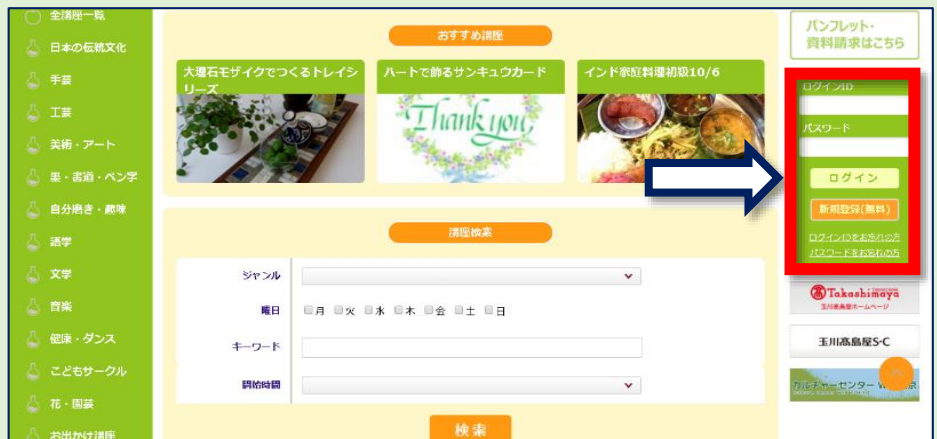 全講座一覧
日本の伝統文化
手芸
工芸
美術・アート
墨・書道・ペン字
自分磨き・趣味
語学
文学
音楽
健康・ダンス
こどもサークル
花・園芸
お出かけ講座
おすすめ講座
大理石モザイクでつくるトレイシ
リーズ
ハートで飾るサンキュウカード
Thank you,
インド家庭料理初級10/6
講座検索
ジャンル
曜日
月 火 水 木 金 土 日
キーワード
開始時間
検索
パンフレット・
資料請求はこちら
ログインID
パスワード
ログイン
新規登録(無料)
ログインIDをお忘れの方
パスワードをお忘れの方
Takashimaya
玉川髙島屋ホームページ
玉川髙島屋S・C
カルチャーセンター